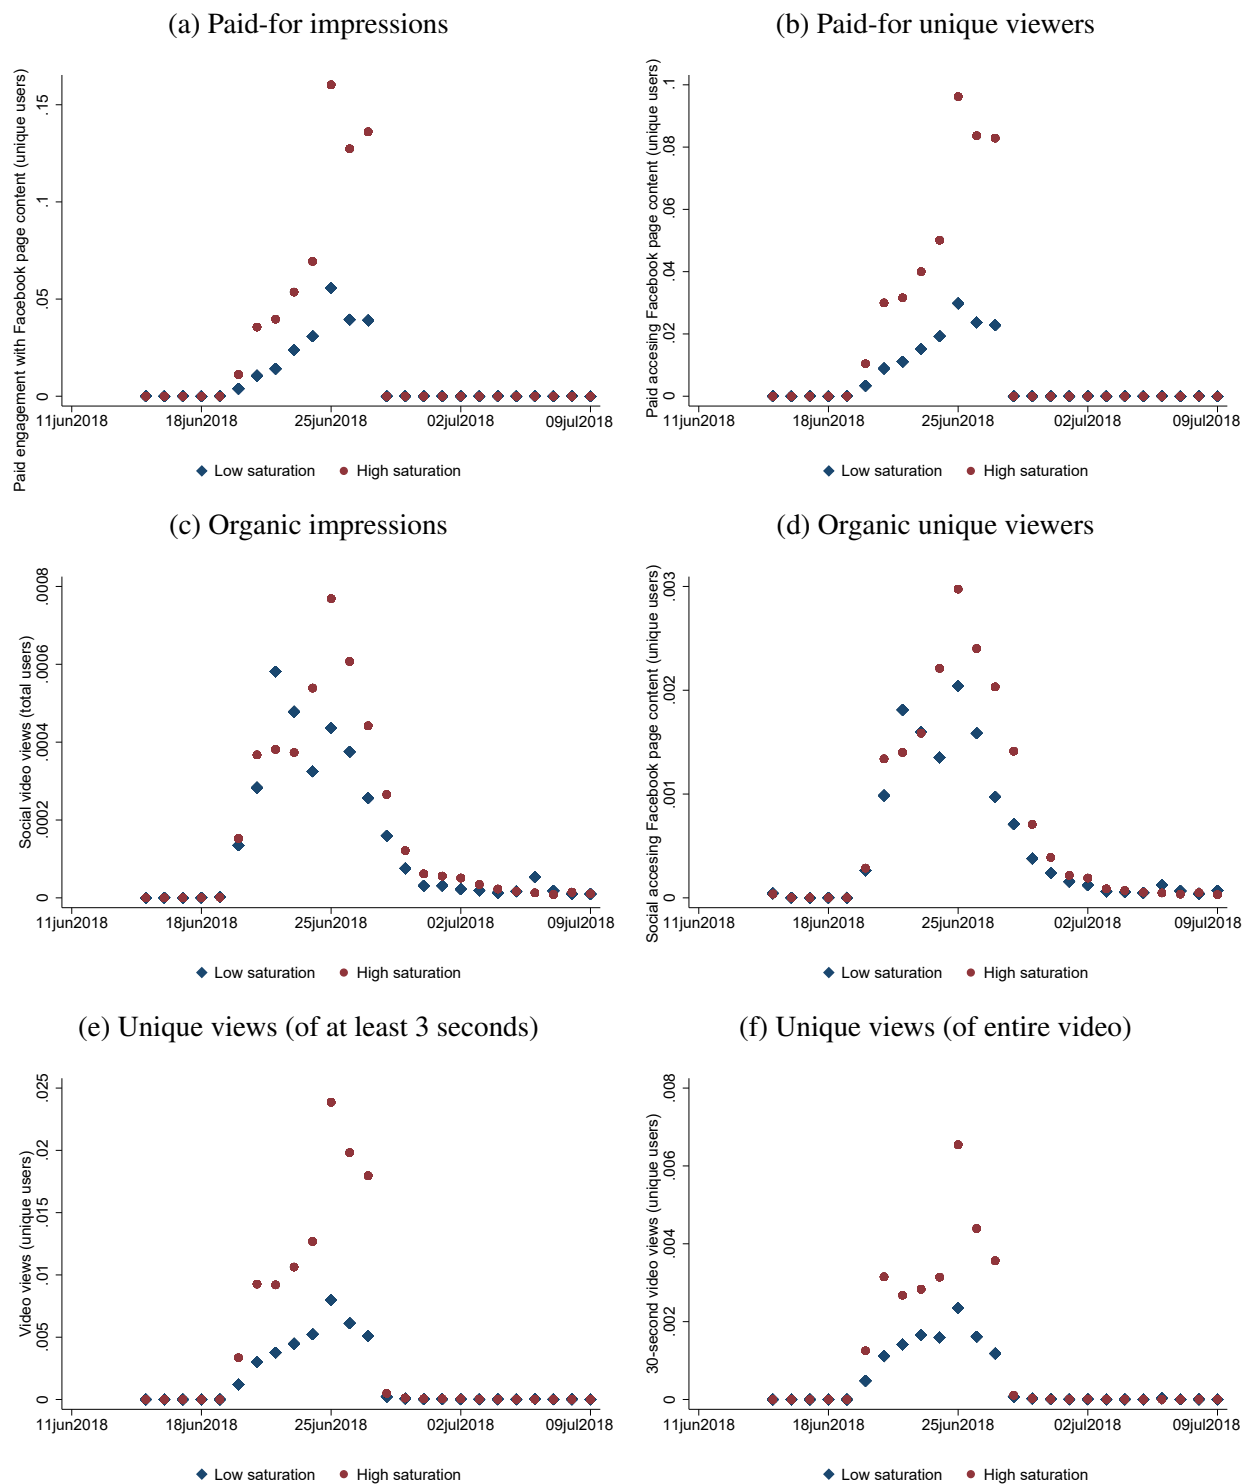 (a) Paid-for impressions
Paid engagement with Facebook page content (unique users)
.15
.1
.05
0
11jun2018 18jun2018 25jun2018 02jul2018 09jul2018
Low saturation High saturation
(b) Paid-for unique viewers
Paid accesing Facebook page content (unique users)
.1
.08
.06
.04
.02
0
11jun2018 18jun2018 25jun2018 02jul2018 09jul2018
Low saturation High saturation
(c) Organic impressions
Social video views (total users)
.0008
.0006
.0004
.0002
0
11jun2018 18jun2018 25jun2018 02jul2018 09jul2018
Low saturation High saturation
(d) Organic unique viewers
Social accesing Facebook page content (unique users)
.003
.002
.001
0
11jun2018 18jun2018 25jun2018 02jul2018 09jul2018
Low saturation High saturation
(e) Unique views (of at least 3 seconds)
Video views (unique users)
.025
.02
.015
.01
.005
0
11jun2018 18jun2018 25jun2018 02jul2018 09jul2018
Low saturation High saturation
(f) Unique views (of entire video)
30-second video views (unique users)
.008
.006
.004
.002
0
11jun2018 18jun2018 25jun2018 02jul2018 09jul2018
Low saturation High saturation